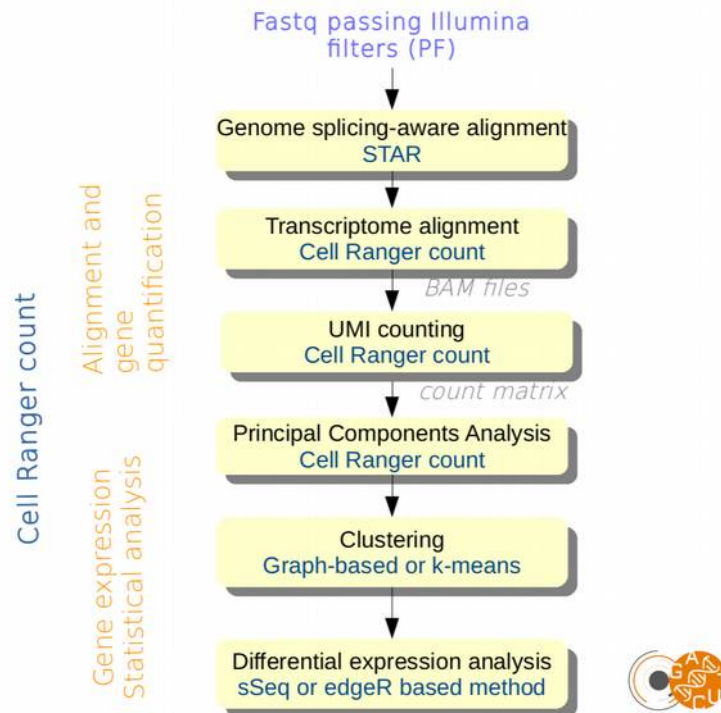 Fastq passing Illumina
filters (PF)
Genome splicing-aware alignment
STAR
Transcriptome alignment
Cell Ranger count
BAM files
UMI counting
Cell Ranger count
count matrix
Principal Components Analysis
Cell Ranger count
Clustering
Graph-based or k-means
Differential expression analysis
sSeq or edgeR based method
Cell Ranger count
Alignment and
gene
quantification
Gene expression
Statistical analysis
G A
C U